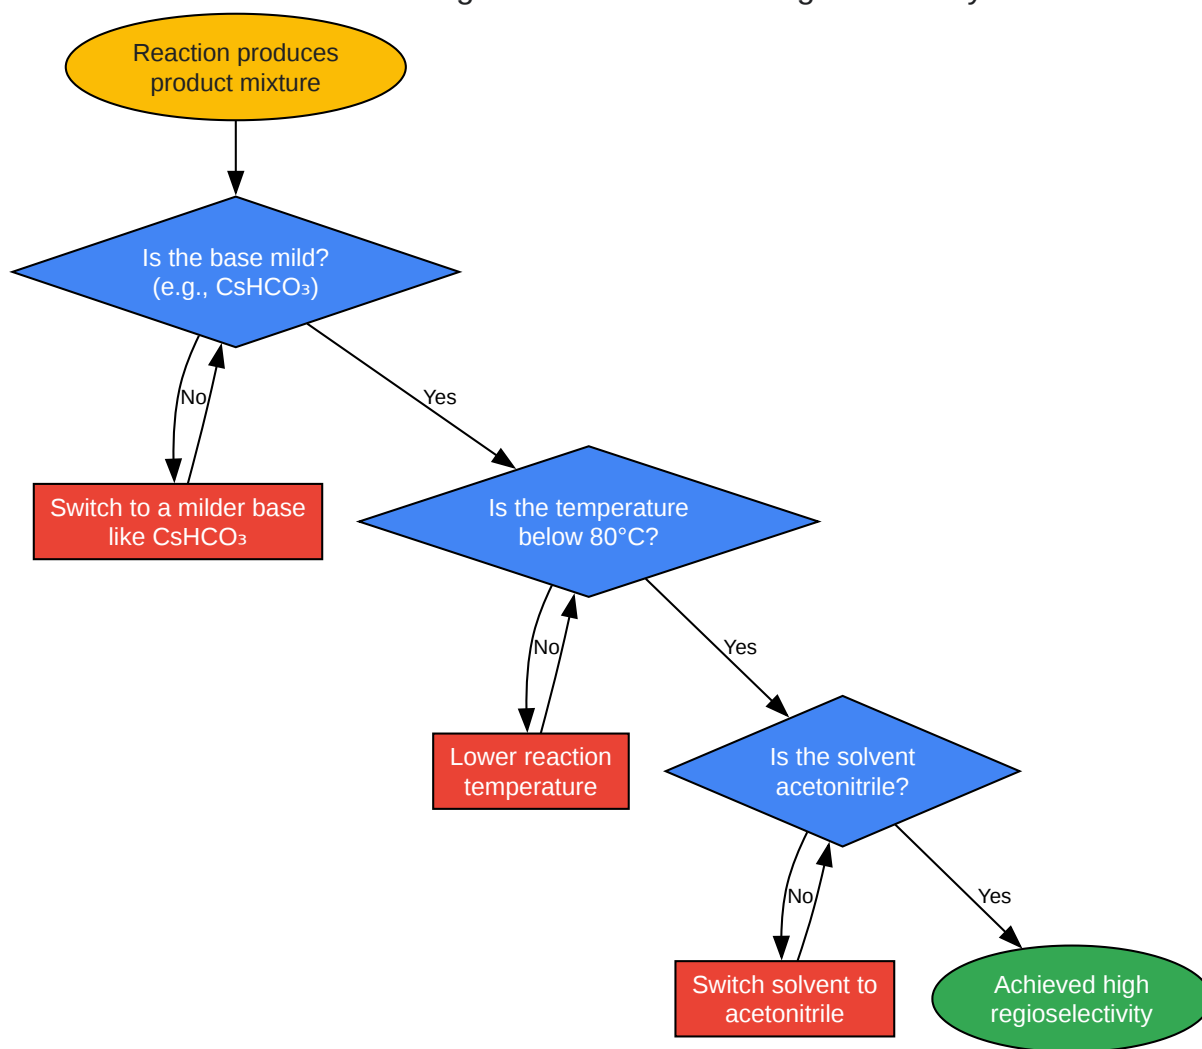 Reaction produces
product mixture
Is the base mild?
(e.g., CsHCO₃)
No
Yes
Switch to a milder base
like CsHCO₃
Is the temperature
below 80°C?
No
Yes
Lower reaction
temperature
Is the solvent
acetonitrile?
No
Yes
Switch solvent to
acetonitrile
Achieved high
regioselectivity